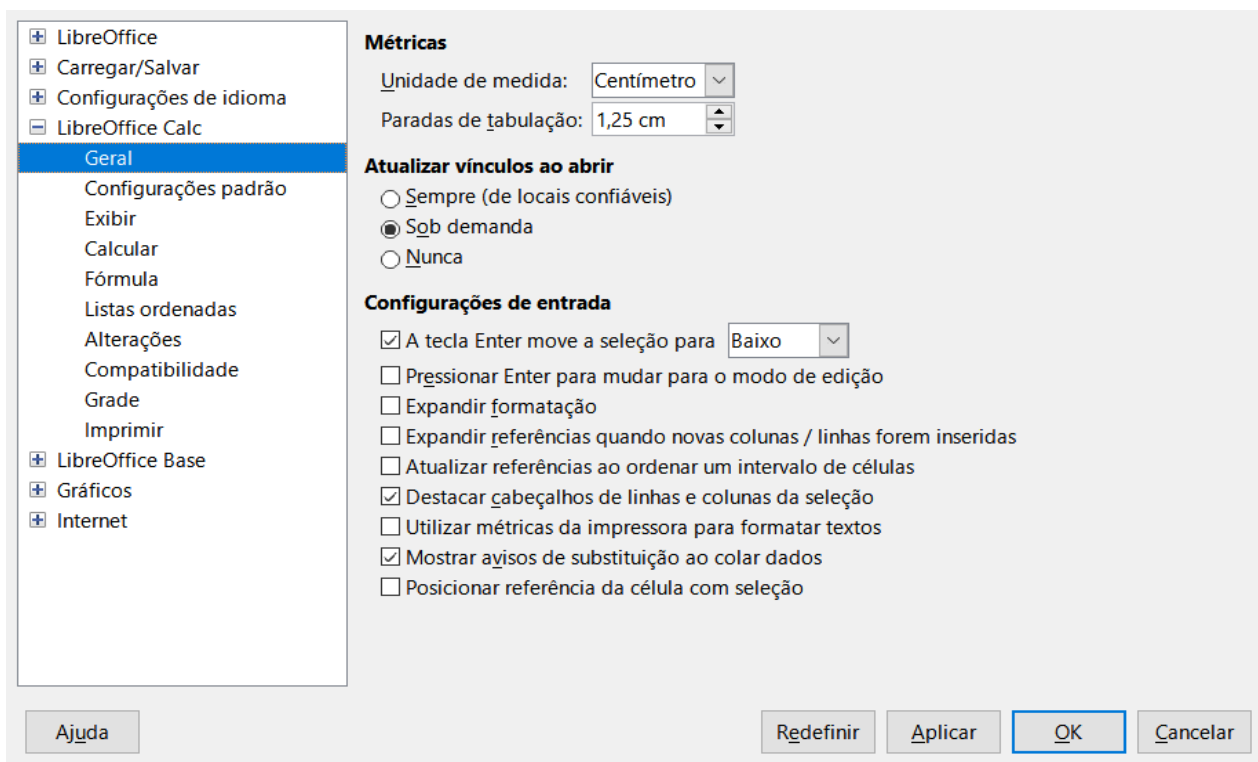 LibreOffice
Carregar/Salvar
Configurações de idioma
LibreOffice Calc
Geral
Configurações padrão
Exibir
Calcular
Fórmula
Listas ordenadas
Alterações
Compatibilidade
Grade
Imprimir
LibreOffice Base
Gráficos
Internet
Métricas
Unidade de medida: Centímetro
Paradas de tabulação: 1,25 cm
Atualizar vínculos ao abrir
Sempre (de locais confiáveis)
Sob demanda
Nunca
Configurações de entrada
A tecla Enter move a seleção para Baixo
Pressionar Enter para mudar para o modo de edição
Expandir formatação
Expandir referências quando novas colunas / linhas forem inseridas
Atualizar referências ao ordenar um intervalo de células
Destacar cabeçalhos de linhas e colunas da seleção
Utilizar métricas da impressora para formatar textos
Mostrar avisos de substituição ao colar dados
Posicionar referência da célula com seleção
Ajuda Redefinir Aplicar OK Cancelar